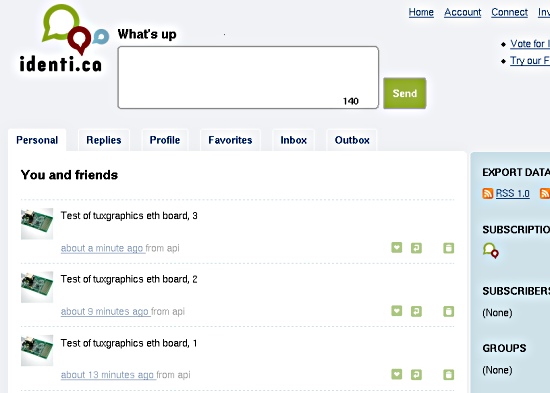 Home Account Connect
What's up
identi.ca
Vote for
Try our
140
Send
Personal Replies Profile Favorites Inbox Outbox
You and friends
Test of tuxgraphics eth board, 3
about a minute ago from api
Test of tuxgraphics eth board, 2
about 9 minutes ago from api
Test of tuxgraphics eth board, 1
about 13 minutes ago from api
EXPORT DATA
RSS 1.0
SUBSCRIPTIO
SUBSCRIBERS
(None)
GROUPS
(None)